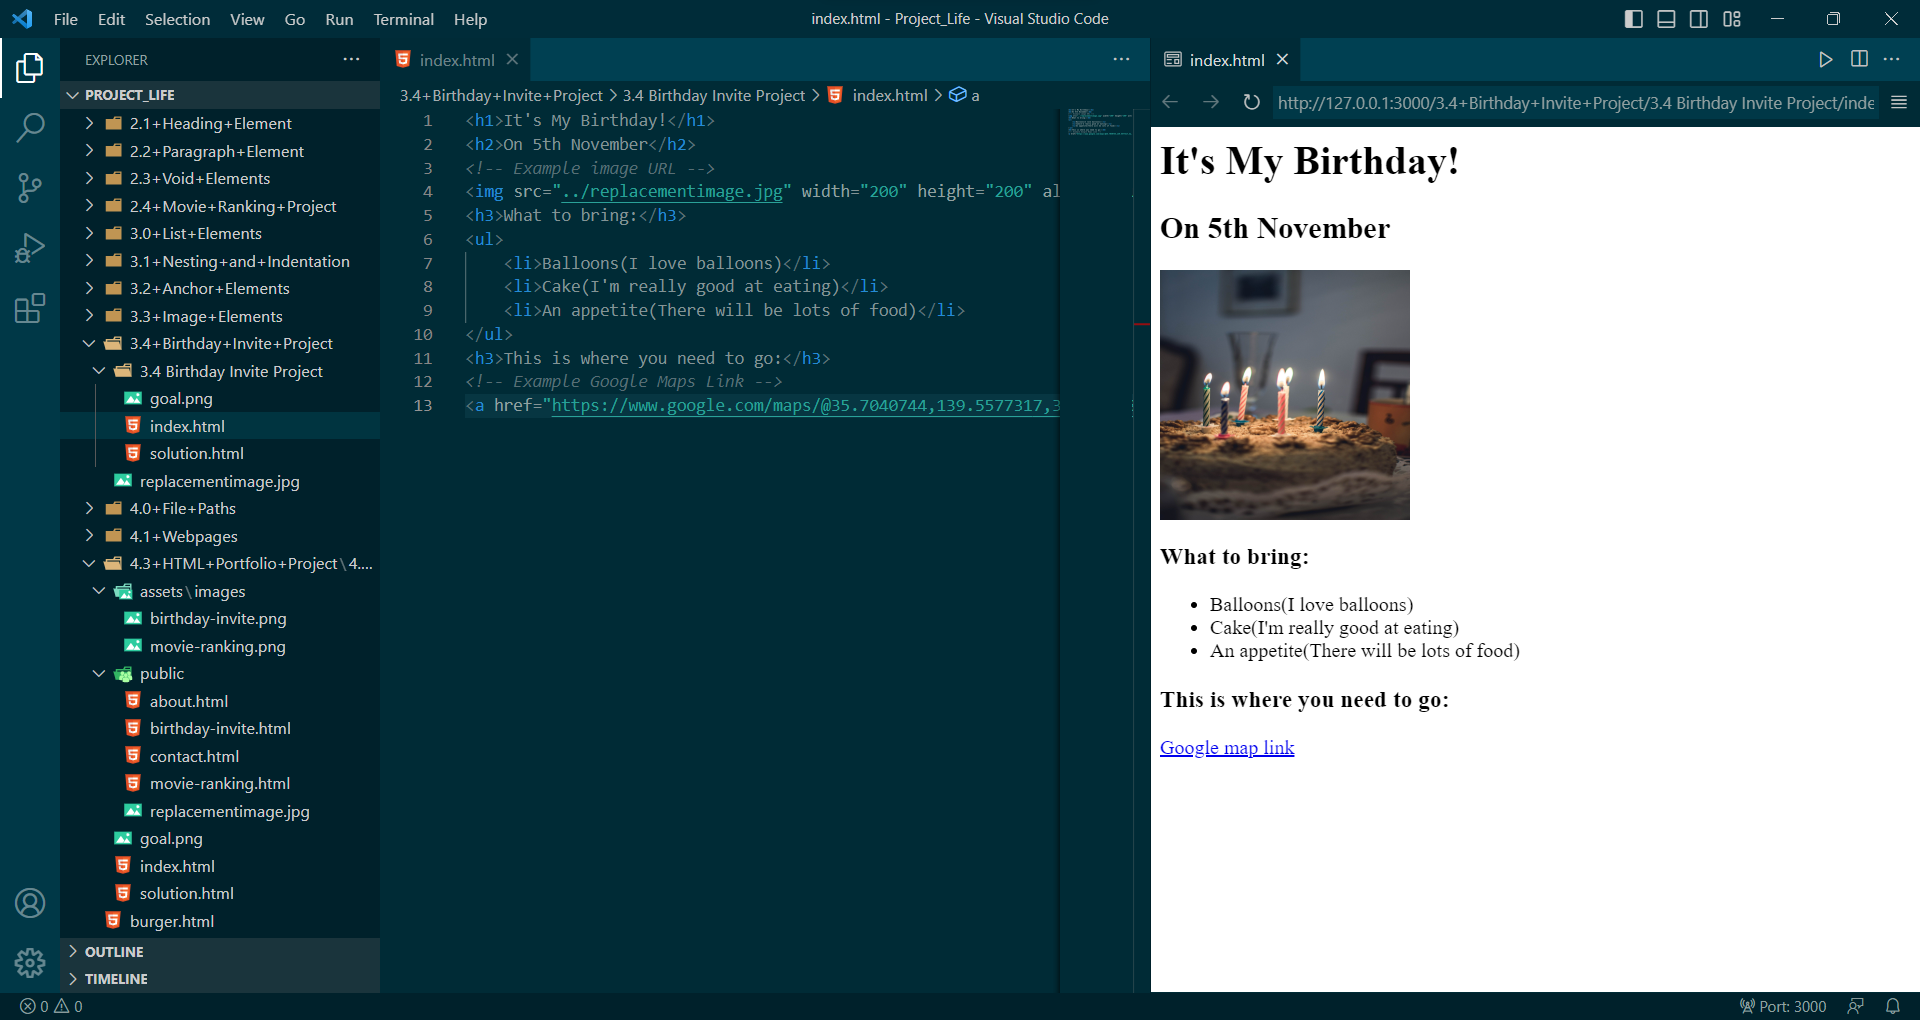 File Edit Selection View Go Run Terminal Help
index.html - Project_Life - Visual Studio Code
EXPLORER
PROJECT_LIFE
2.1+Heading+Element
2.2+Paragraph+Element
2.3+Void+Elements
2.4+Movie+Ranking+Project
3.0+List+Elements
3.1+Nesting+and+Indentation
3.2+Anchor+Elements
3.3+Image+Elements
3.4+Birthday+Invite+Project
3.4 Birthday Invite Project
goal.png
index.html
solution.html
replacementimage.jpg
4.0+File+Paths
4.1+Webpages
4.3+HTML+Portfolio+Project\4....
assets\images
birthday-invite.png
movie-ranking.png
public
about.html
birthday-invite.html
contact.html
movie-ranking.html
replacementimage.jpg
goal.png
index.html
solution.html
burger.html
OUTLINE
TIMELINE
index.html
3.4+Birthday+Invite+Project > 3.4 Birthday Invite Project > index.html > a
1 <h1>It's My Birthday!</h1>
2 <h2>On 5th November</h2>
3 <!-- Example image URL -->
4 <img src="../replacementimage.jpg" width="200" height="200" al
5 <h3>What to bring:</h3>
6 <ul>
7 <li>Balloons(I love balloons)</li>
8 <li>Cake(I'm really good at eating)</li>
9 <li>An appetite(There will be lots of food)</li>
10 </ul>
11 <h3>This is where you need to go:</h3>
12 <!-- Example Google Maps Link -->
13 <a href="https://www.google.com/maps/@35.7040744,139.5577317,3
index.html
http://127.0.0.1:3000/3.4+Birthday+Invite+Project/3.4 Birthday Invite Project/inde
It's My Birthday!
On 5th November
What to bring:
Balloons(I love balloons)
Cake(I'm really good at eating)
An appetite(There will be lots of food)
This is where you need to go:
Google map link
0 0
Port: 3000